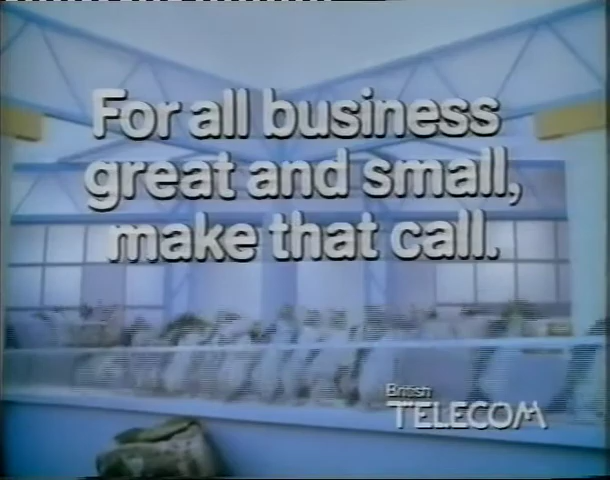 For all business
great and small,
make that call.
British
TELECOM